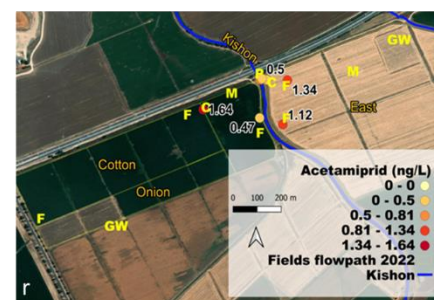 GW
Kishon
M
0.5
P
C
F
1.34
M
East
C
1.64
F
F
1.12
0.47
F
Cotton
Onion
F
GW
Acetamiprid (ng/L)
0 - 0
0 - 0.5
0.5 - 0.81
0.81 - 1.34
1.34 - 1.64
Fields flowpath 2022
Kishon
0 100 200 m
r